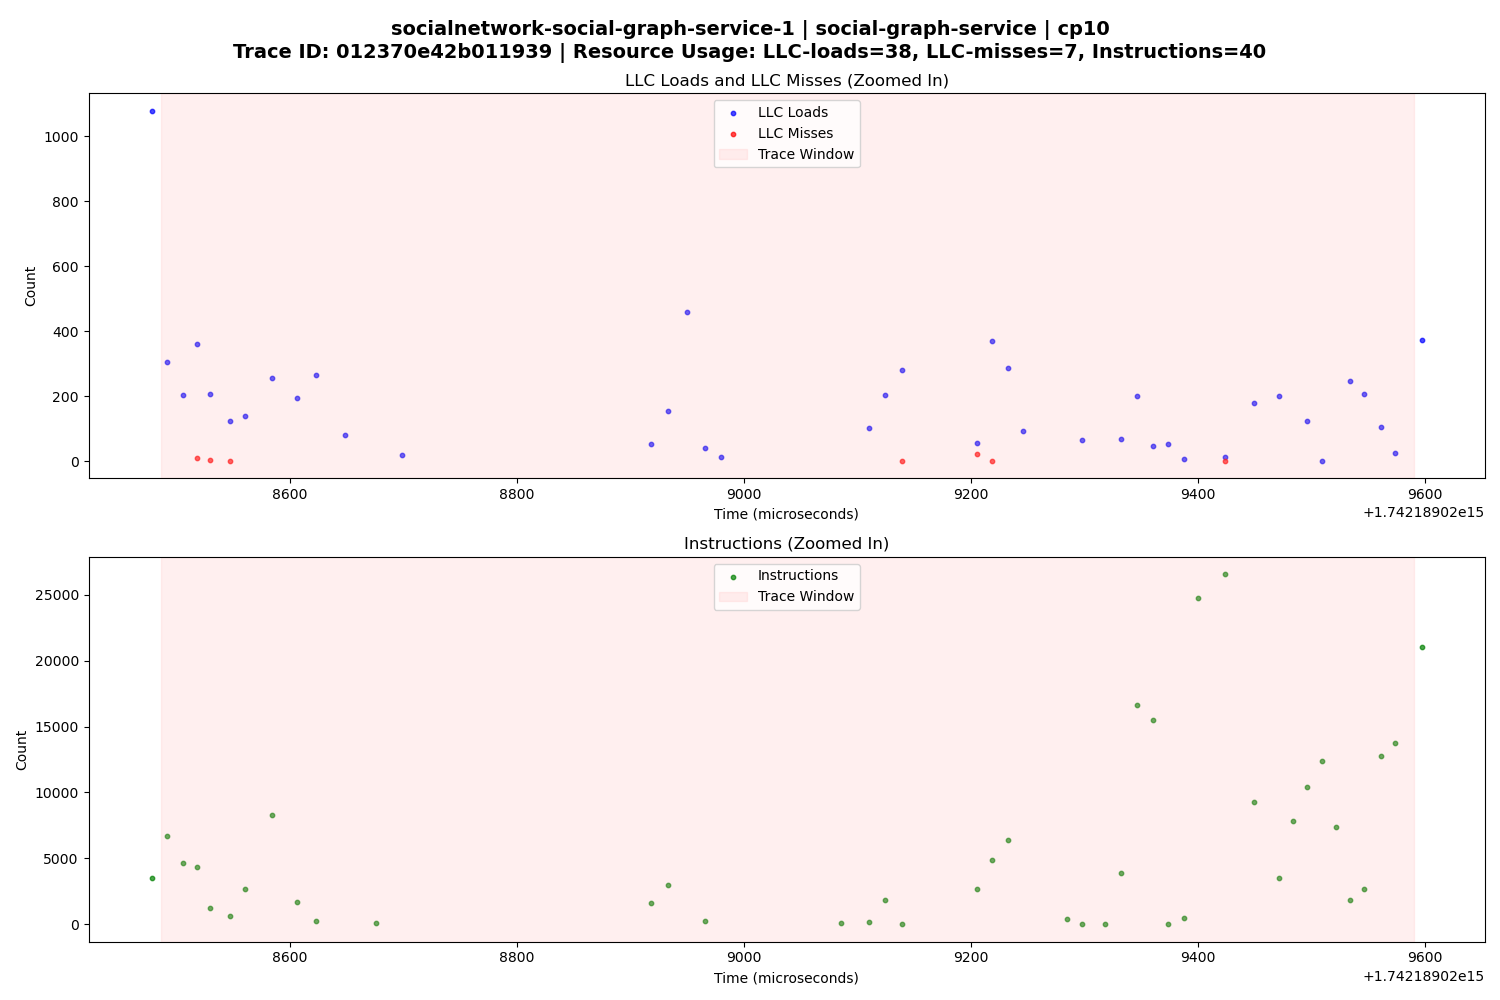 socialnetwork-social-graph-service-1 | social-graph-service | cp10
Trace ID: 012370e42b011939 | Resource Usage: LLC-loads=38, LLC-misses=7, Instructions=40
LLC Loads and LLC Misses (Zoomed In)
LLC Loads
LLC Misses
Trace Window
Count
1000
800
600
400
200
0
8600
8800
9000
9200
9400
9600
Time (microseconds)
+1.74218902e15
Instructions (Zoomed In)
Instructions
Trace Window
Count
25000
20000
15000
10000
5000
0
8600
8800
9000
9200
9400
9600
Time (microseconds)
+1.74218902e15